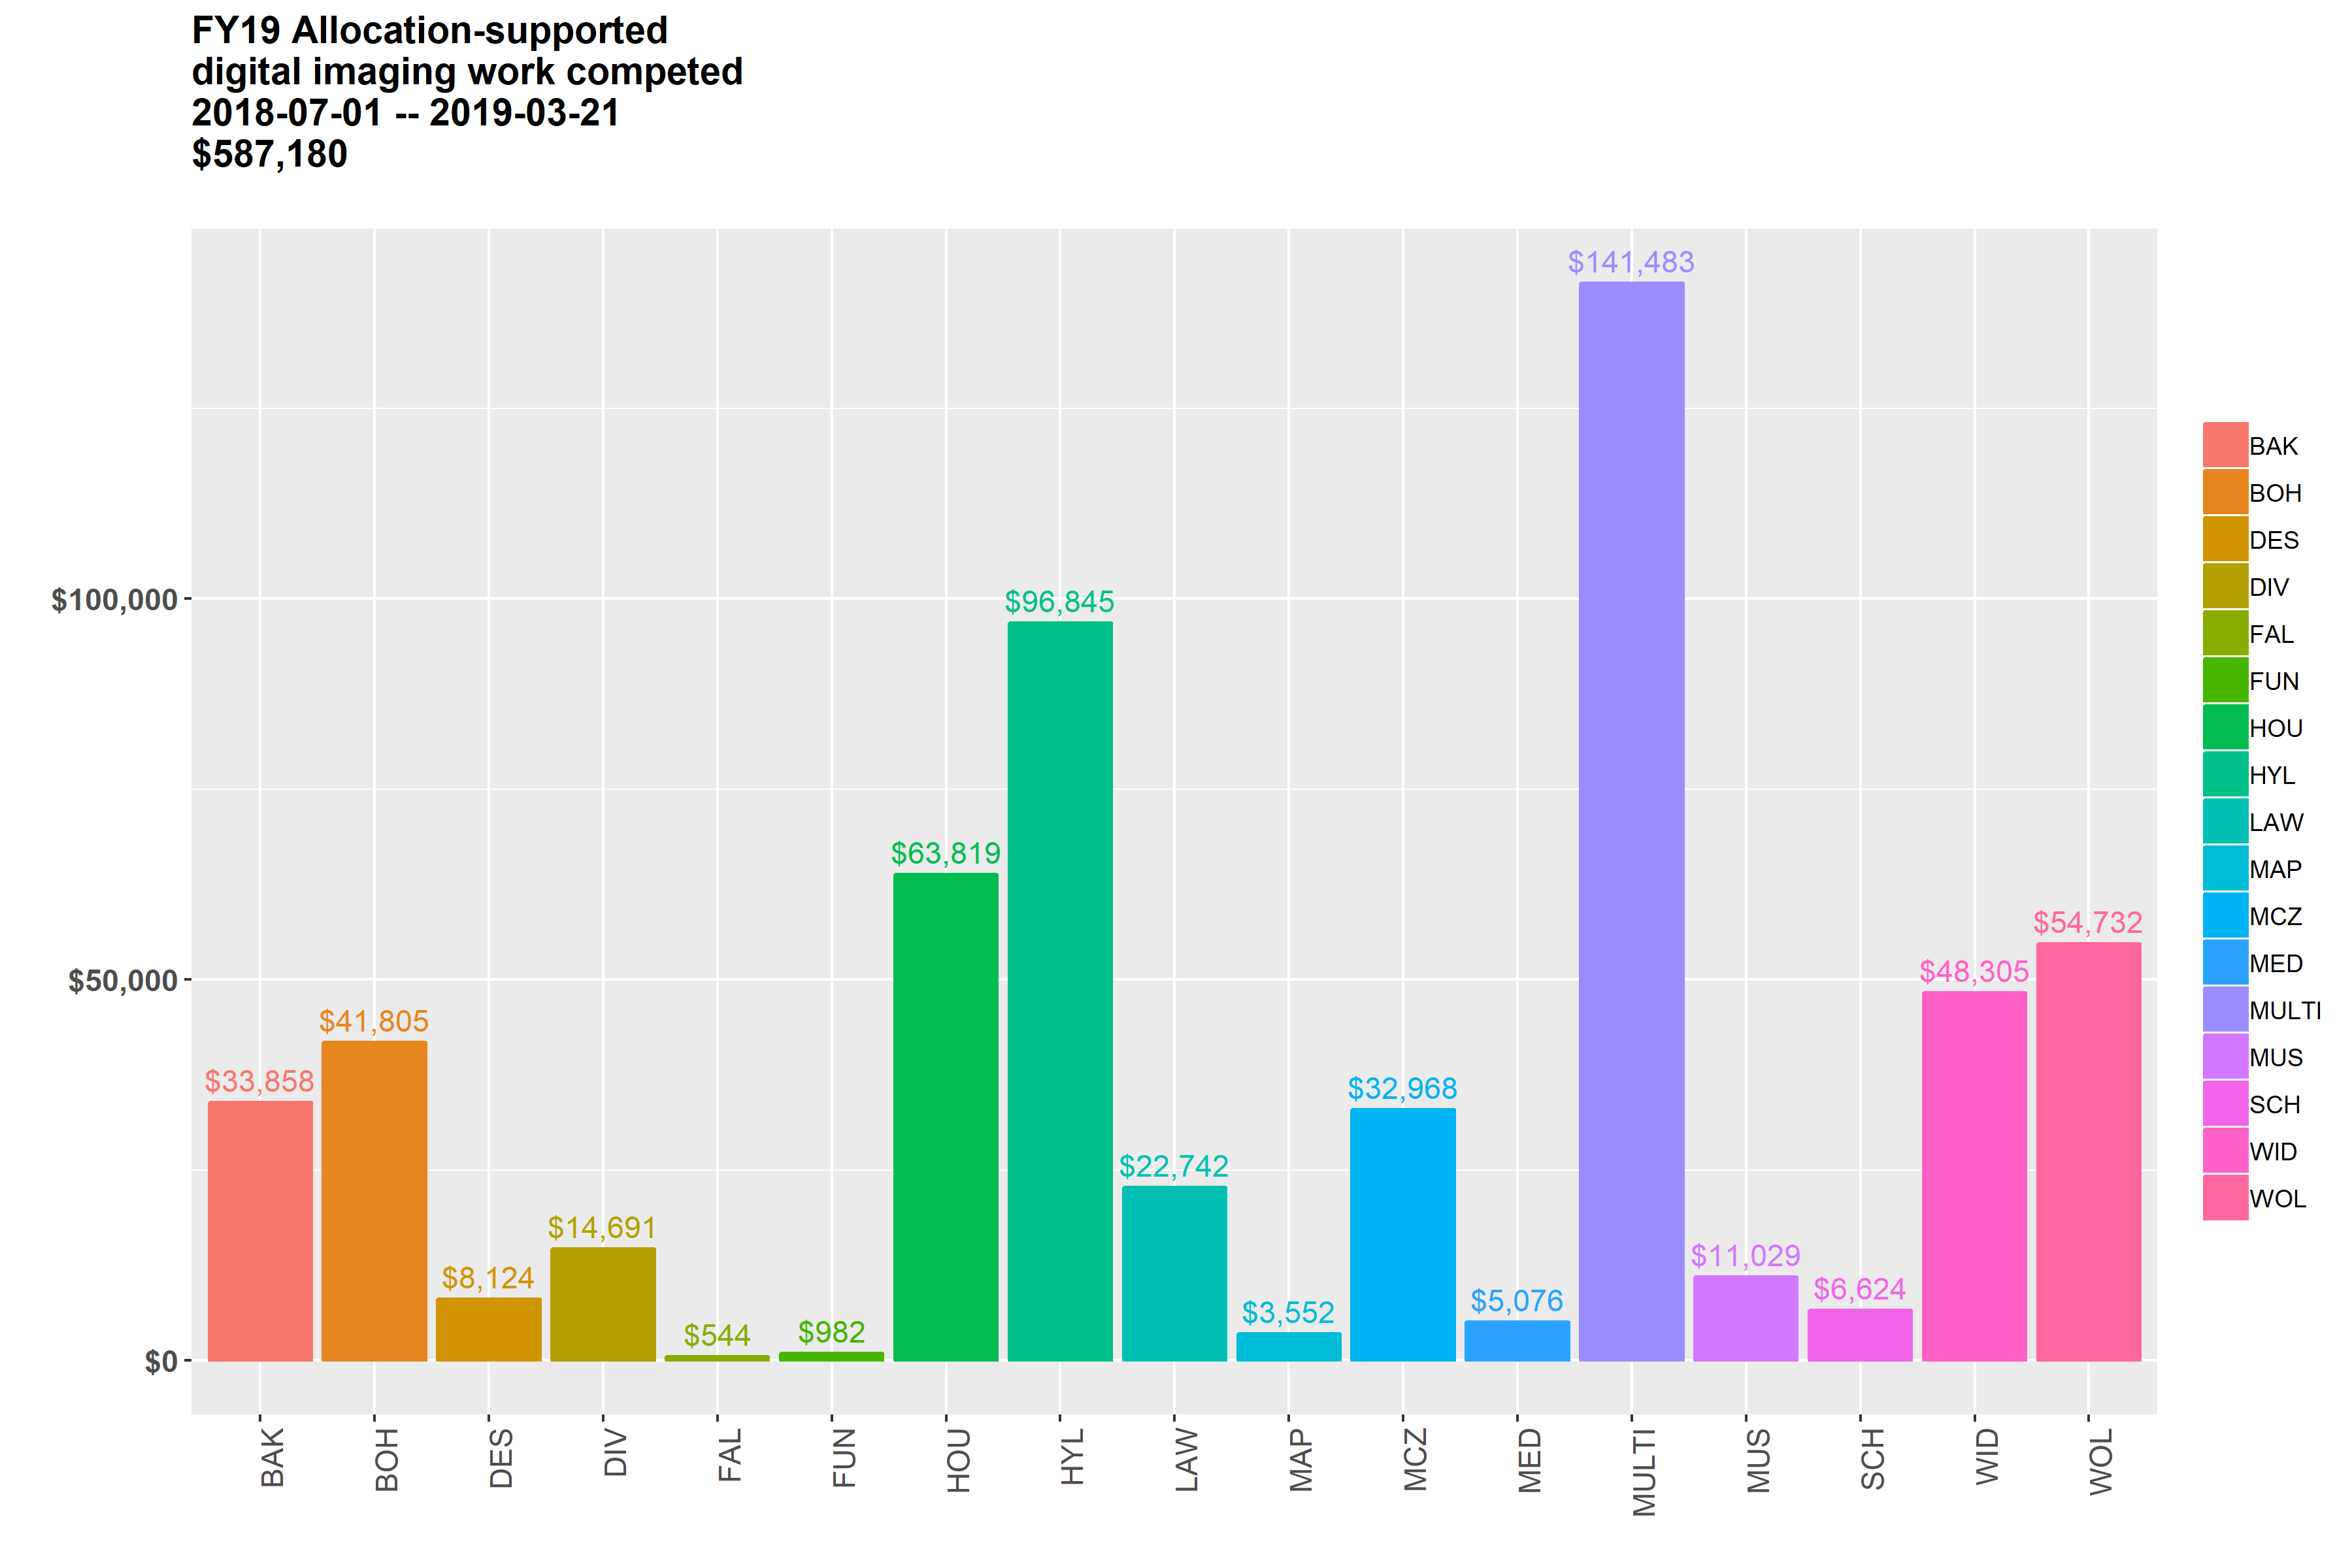 FY19 Allocation-supported
digital imaging work competed
2018-07-01 -- 2019-03-21
$587,180
$141,483
$100,000
$96,845
$63,819
$54,732
$50,000
$48,305
$41,805
$33,858
$32,968
$22,742
$14,691
$11,029
$8,124
$6,624
$5,076
$3,552
$982
$544
$0
BAK
BOH
DES
DIV
FAL
FUN
HOU
HYL
LAW
MAP
MCZ
MED
MULTI
MUS
SCH
WID
WOL
BAK
BOH
DES
DIV
FAL
FUN
HOU
HYL
LAW
MAP
MCZ
MED
MULTI
MUS
SCH
WID
WOL